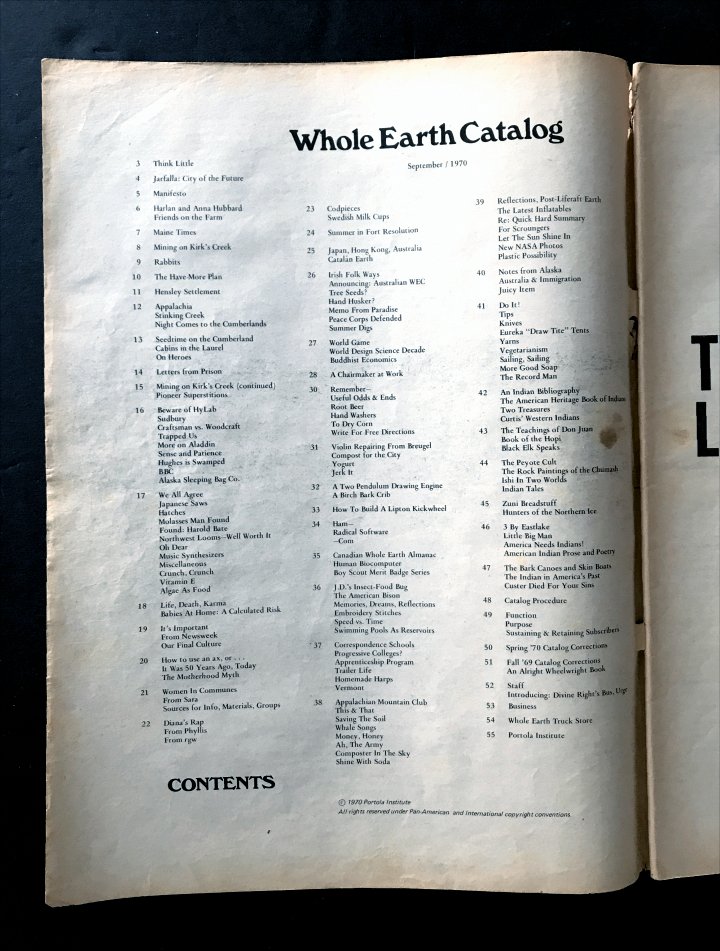 Whole Earth Catalog
September / 1970
3 Think Little
4 Jarfalla: City of the Future
5 Manifesto
6 Harlan and Anna Hubbard
Friends on the Farm
7 Maine Times
8 Mining on Kirk's Creek
9 Rabbits
10 The Have-More Plan
11 Hensley Settlement
12 Appalachia
Stinking Creek
Night Comes to the Cumberlands
13 Seedtime on the Cumberland
Cabins in the Laurel
On Heroes
14 Letters from Prison
15 Mining on Kirk's Creek (continued)
Pioneer Superstitions
16 Beware of HyLab
Sudbury
Craftsman vs. Woodcraft
Trapped Us
More on Aladdin
Sense and Patience
Hughes is Swamped
BBC
Alaska Sleeping Bag Co.
17 We All Agree
Japanese Saws
Hatches
Molasses Man Found
Found: Harold Bate
Northwest Looms—Well Worth It
Oh Dear
Music Synthesizers
Miscellaneous
Crunch, Crunch
Vitamin E
Algae As Food
18 Life, Death, Karma
Babies At Home: A Calculated Risk
19 It's Important
From Newsweek
Our Final Culture
20 How to use an ax, or . . .
It Was 50 Years Ago, Today
The Motherhood Myth
21 Women In Communes
From Sara
Sources for Info, Materials, Groups
22 Diana's Rap
From Phyllis
From rgw
23 Codpieces
Swedish Milk Cups
24 Summer in Fort Resolution
25 Japan, Hong Kong, Australia
Catalan Earth
26 Irish Folk Ways
Announcing: Australian WEC
Tree Seeds?
Hand Husker?
Memo From Paradise
Peace Corps Defended
Summer Digs
27 World Game
World Design Science Decade
Buddhist Economics
28 A Chairmaker at Work
30 Remember—
Useful Odds & Ends
Root Beer
Hand Washers
To Dry Corn
Write For Free Directions
31 Violin Repairing From Breugel
Compost for the City
Yogurt
Jerk It
32 A Two Pendulum Drawing Engine
A Birch Bark Crib
33 How To Build A Lipton Kickwheel
34 Ham—
Radical Software
—Com
35 Canadian Whole Earth Almanac
Human Biocomputer
Boy Scout Merit Badge Series
36 J.D.'s Insect-Food Bug
The American Bison
Memories, Dreams, Reflections
Embroidery Stitches
Speed vs. Time
Swimming Pools As Reservoirs
37 Correspondence Schools
Progressive Colleges?
Apprenticeship Program
Trailer Life
Homemade Harps
Vermont
38 Appalachian Mountain Club
This & That
Saving The Soil
Whale Songs
Money, Honey
Ah, The Army
Composter In The Sky
Shine With Soda
39 Reflections, Post-Liferaft Earth
The Latest Inflatables
Re: Quick Hard Summary
For Scroungers
Let The Sun Shine In
New NASA Photos
Plastic Possibility
40 Notes from Alaska
Australia & Immigration
Juicy Item
41 Do It!
Tips
Knives
Eureka "Draw Tite" Tents
Yarns
Vegetarianism
Sailing, Sailing
More Good Soap
The Record Man
42 An Indian Bibliography
The American Heritage Book of Indians
Two Treasures
Curtis' Western Indians
43 The Teachings of Don Juan
Book of the Hopi
Black Elk Speaks
44 The Peyote Cult
The Rock Paintings of the Chumash
Ishi In Two Worlds
Indian Tales
45 Zuni Breadstuff
Hunters of the Northern Ice
46 3 By Eastlake
Little Big Man
America Needs Indians!
American Indian Prose and Poetry
47 The Bark Canoes and Skin Boats
The Indian in America's Past
Custer Died For Your Sins
48 Catalog Procedure
49 Function
Purpose
Sustaining & Retaining Subscribers
50 Spring '70 Catalog Corrections
51 Fall '69 Catalog Corrections
An Alright Wheelwright Book
52 Staff
Introducing: Divine Right's Bus, Urge
53 Business
54 Whole Earth Truck Store
55 Portola Institute
CONTENTS
© 1970 Portola Institute
All rights reserved under Pan-American and International copyright conventions.
T
L